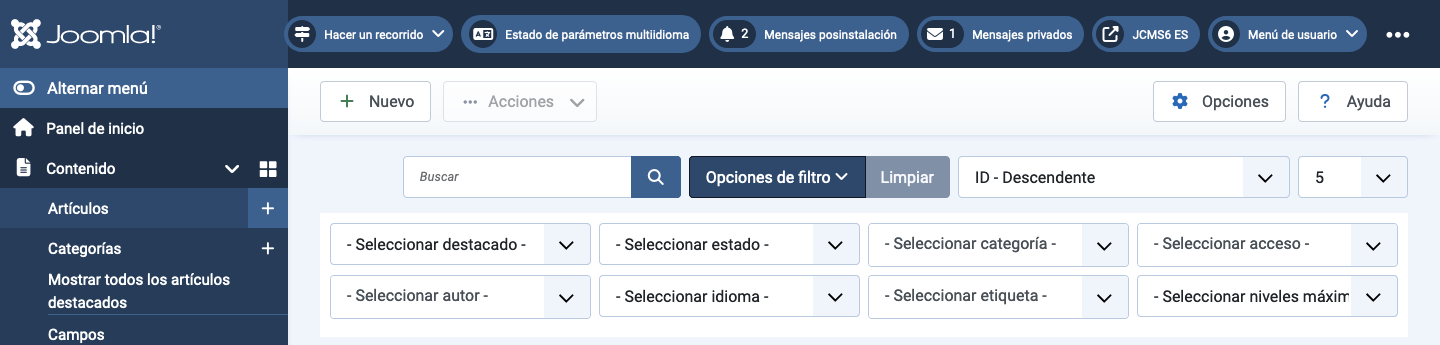 Joomla!
Hacer un recorrido
Estado de parámetros multiidioma
2 Mensajes posinstalación
1 Mensajes privados
JCMS6 ES
Menú de usuario
Alternar menú
Panel de inicio
Contenido
Artículos
Categorías
Mostrar todos los artículos
destacados
Campos
Nuevo
Acciones
Opciones
? Ayuda
Buscar
Opciones de filtro
Limpiar
ID - Descendente
5
- Seleccionar destacado -
- Seleccionar estado -
- Seleccionar categoría -
- Seleccionar acceso -
- Seleccionar autor -
- Seleccionar idioma -
- Seleccionar etiqueta -
- Seleccionar niveles máxim